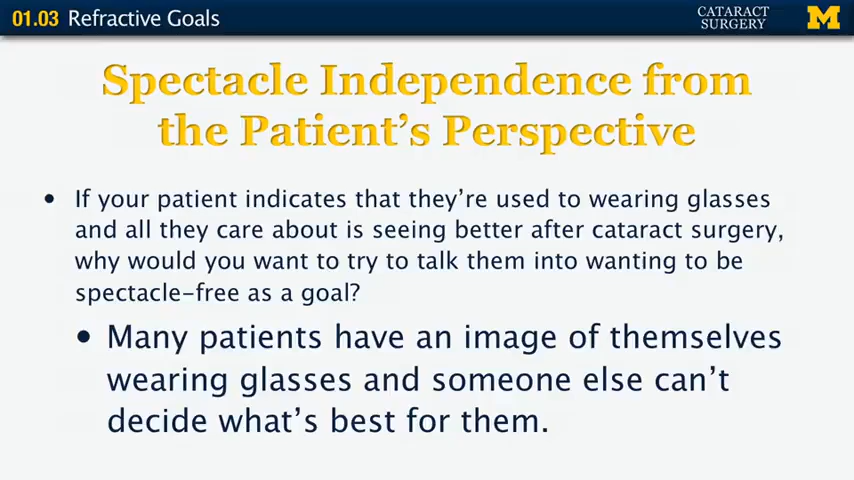 01.03 Refractive Goals
CATARACT
SURGERY
M
Spectacle Independence from
the Patient's Perspective
• If your patient indicates that they're used to wearing glasses
and all they care about is seeing better after cataract surgery,
why would you want to try to talk them into wanting to be
spectacle-free as a goal?
• Many patients have an image of themselves
wearing glasses and someone else can't
decide what's best for them.